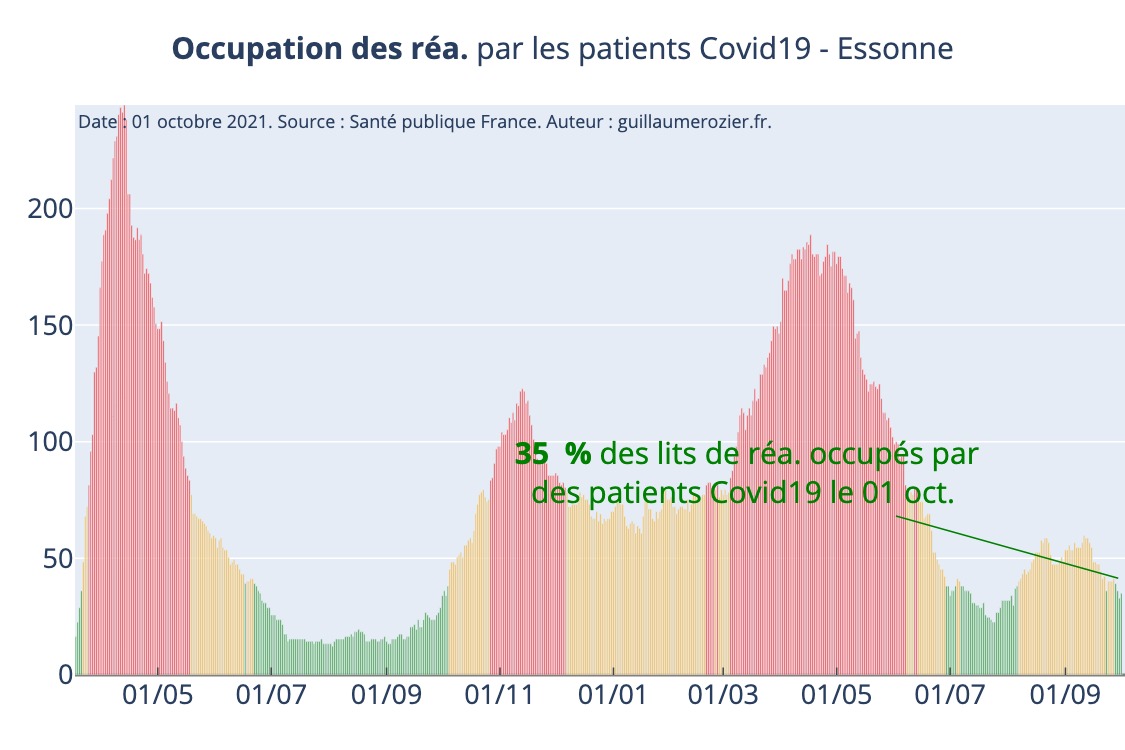 Occupation des réa. par les patients Covid19 - Essonne
Date : 01 octobre 2021. Source : Santé publique France. Auteur : guillaumerozier.fr.
200
150
100
35  % des lits de réa. occupés par
des patients Covid19 le 01 oct.
50
0
01/05 01/07 01/09 01/11 01/01 01/03 01/05 01/07 01/09